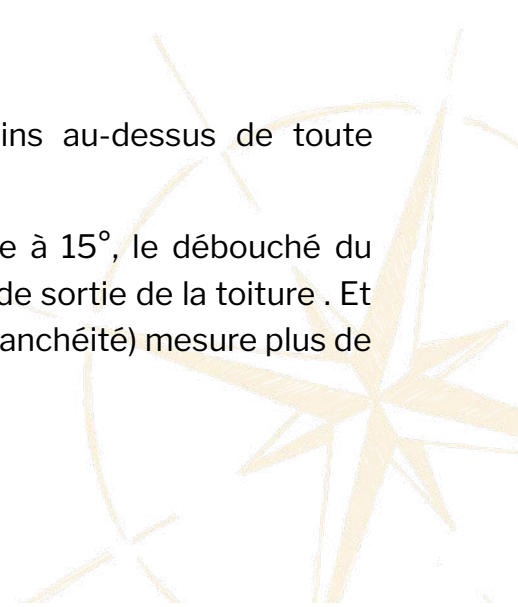 ins au-dessus de toute
e à 15°, le débouché du
de sortie de la toiture . Et
anchéité) mesure plus de